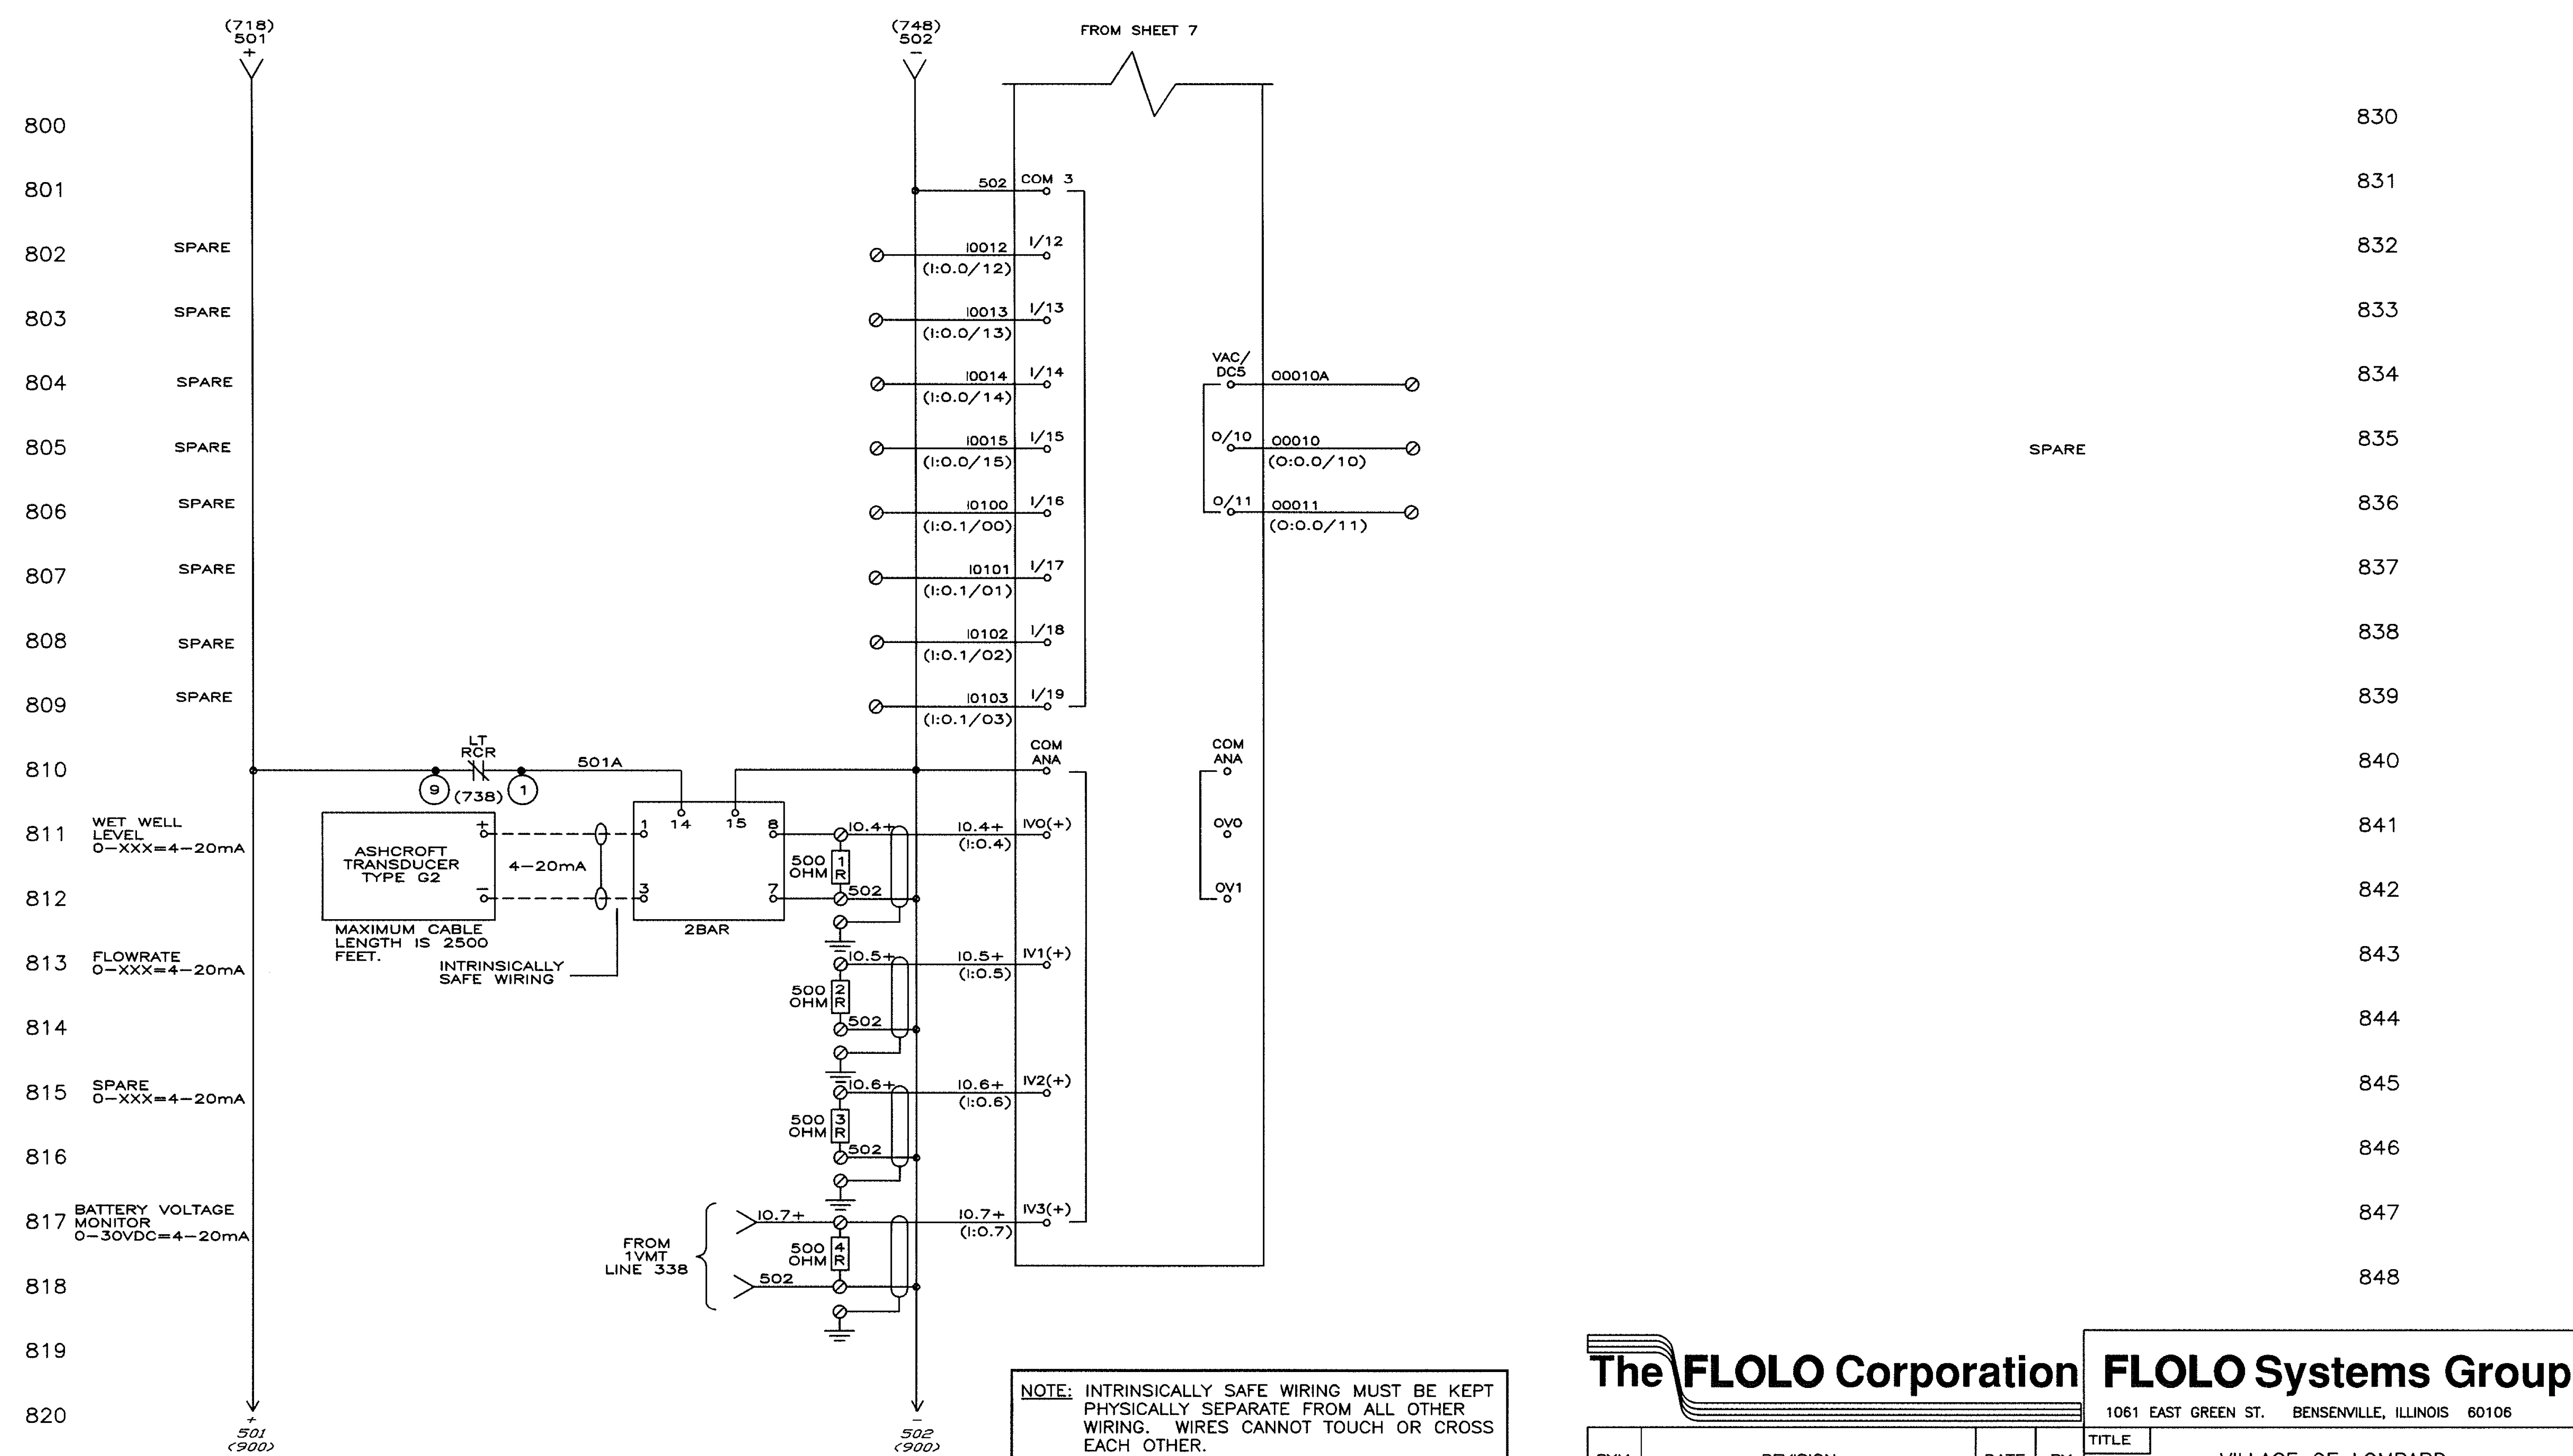 (718)
501
+
(748)
502
−
FROM SHEET 7
800
830
801
502
COM 3
831
802
SPARE
I0012
I/12
(I:0.0/12)
832
803
SPARE
I0013
I/13
(I:0.0/13)
833
804
SPARE
I0014
I/14
(I:0.0/14)
VAC/
DC5
00010A
834
805
SPARE
I0015
I/15
(I:0.0/15)
O/10
00010
(O:0.0/10)
SPARE
835
806
SPARE
I0100
I/16
(I:0.1/00)
O/11
00011
(O:0.0/11)
836
807
SPARE
I0101
I/17
(I:0.1/01)
837
808
SPARE
I0102
I/18
(I:0.1/02)
838
809
SPARE
I0103
I/19
(I:0.1/03)
839
810
LT
RCR
9
(738)
1
501A
COM
ANA
COM
ANA
840
811
WET WELL
LEVEL
0-XXX=4-20mA
+
ASHCROFT
TRANSDUCER
TYPE G2
−
4-20mA
1
14
15
8
3
7
2BAR
10.4+
500
OHM
1
R
502
10.4+
(I:0.4)
IV0(+)
OV0
841
812
MAXIMUM CABLE
LENGTH IS 2500
FEET.
OV1
842
813
FLOWRATE
0-XXX=4-20mA
INTRINSICALLY
SAFE WIRING
10.5+
500
OHM
2
R
502
10.5+
(I:0.5)
IV1(+)
843
814
844
815
SPARE
0-XXX=4-20mA
10.6+
500
OHM
3
R
502
10.6+
(I:0.6)
IV2(+)
845
816
846
817
BATTERY VOLTAGE
MONITOR
0-30VDC=4-20mA
FROM
1VMT
LINE 338
10.7+
500
OHM
4
R
502
10.7+
(I:0.7)
IV3(+)
847
818
848
819
820
+
501
(900)
−
502
(900)
NOTE: INTRINSICALLY SAFE WIRING MUST BE KEPT
PHYSICALLY SEPARATE FROM ALL OTHER
WIRING. WIRES CANNOT TOUCH OR CROSS
EACH OTHER.
The FLOLO Corporation
FLOLO Systems Group
1061 EAST GREEN ST. BENSENVILLE, ILLINOIS 60106
TITLE